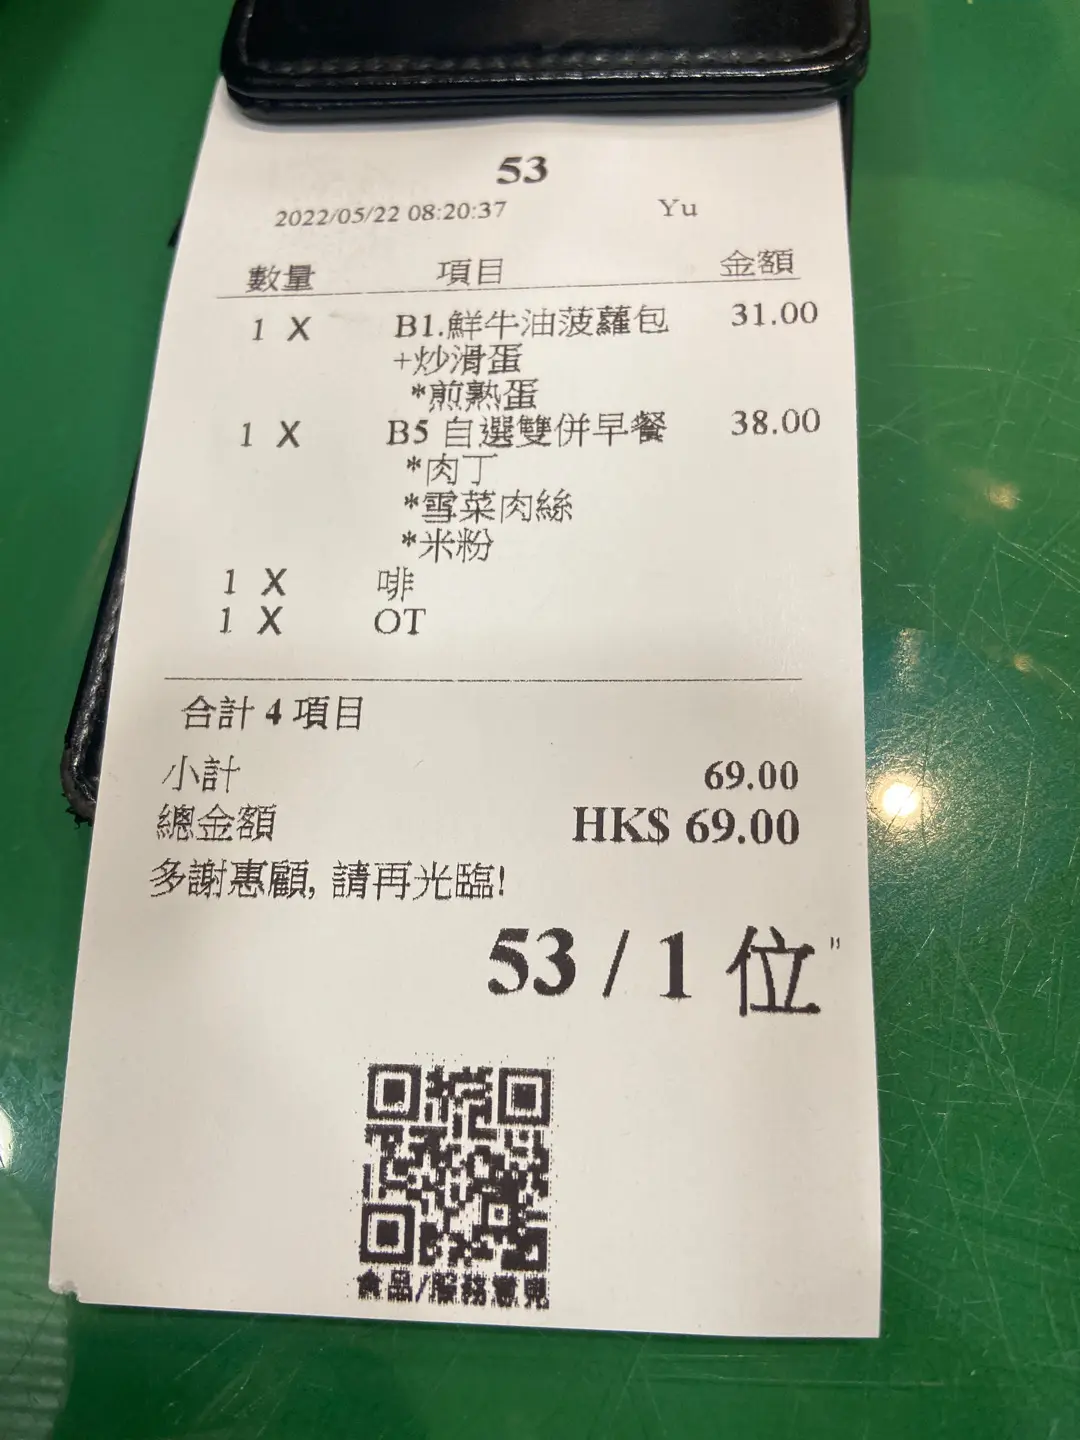 53
2022/05/22 08:20:37 Yu
數量 項目 金額
1 X B1.鮮牛油菠蘿包 31.00
+炒滑蛋
*煎熟蛋
1 X B5 自選雙併早餐 38.00
*肉丁
*雪菜肉絲
*米粉
1 X 啡
1 X OT
合計 4 項目
小計 69.00
總金額 HK$ 69.00
多謝惠顧, 請再光臨!
53 / 1 位"
食品/服務意見